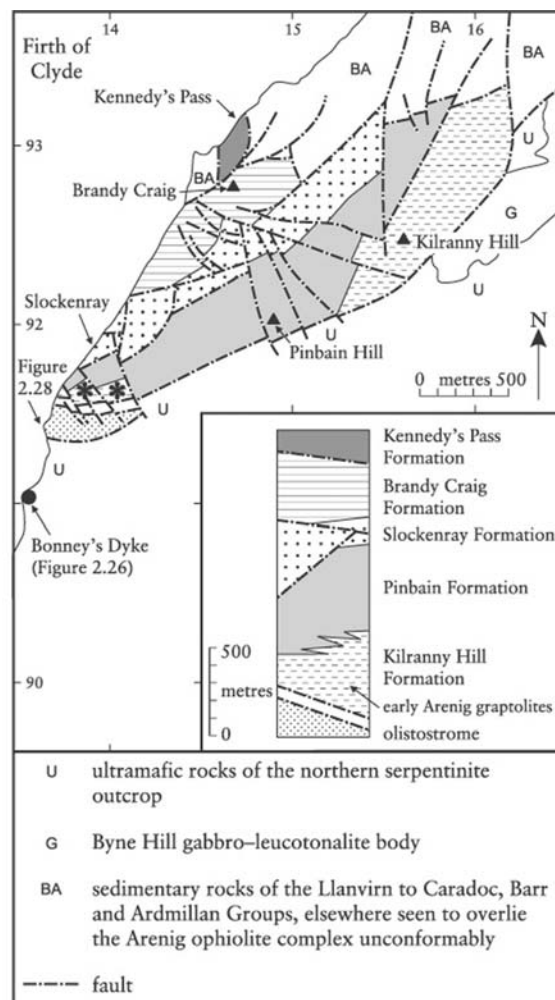 14
15
16
Firth of
Clyde
BA
BA
BA
BA
Kennedy's Pass
93
BA
U
Brandy Craig
G
Kilranny Hill
U
Slockenray
92
U
Pinbain Hill
N
Figure
2.28
0 metres 500
U
U
Kennedy's Pass
Formation
Brandy Craig
Formation
Bonney's Dyke
(Figure 2.26)
Slockenray Formation
Pinbain Formation
500
metres
0
Kilranny Hill
Formation
early Arenig graptolites
olistostrome
90
U ultramafic rocks of the northern serpentinite
outcrop
G Byne Hill gabbro–leucotonalite body
BA sedimentary rocks of the Llanvirn to Caradoc, Barr
and Ardmillan Groups, elsewhere seen to overlie
the Arenig ophiolite complex unconformably
fault